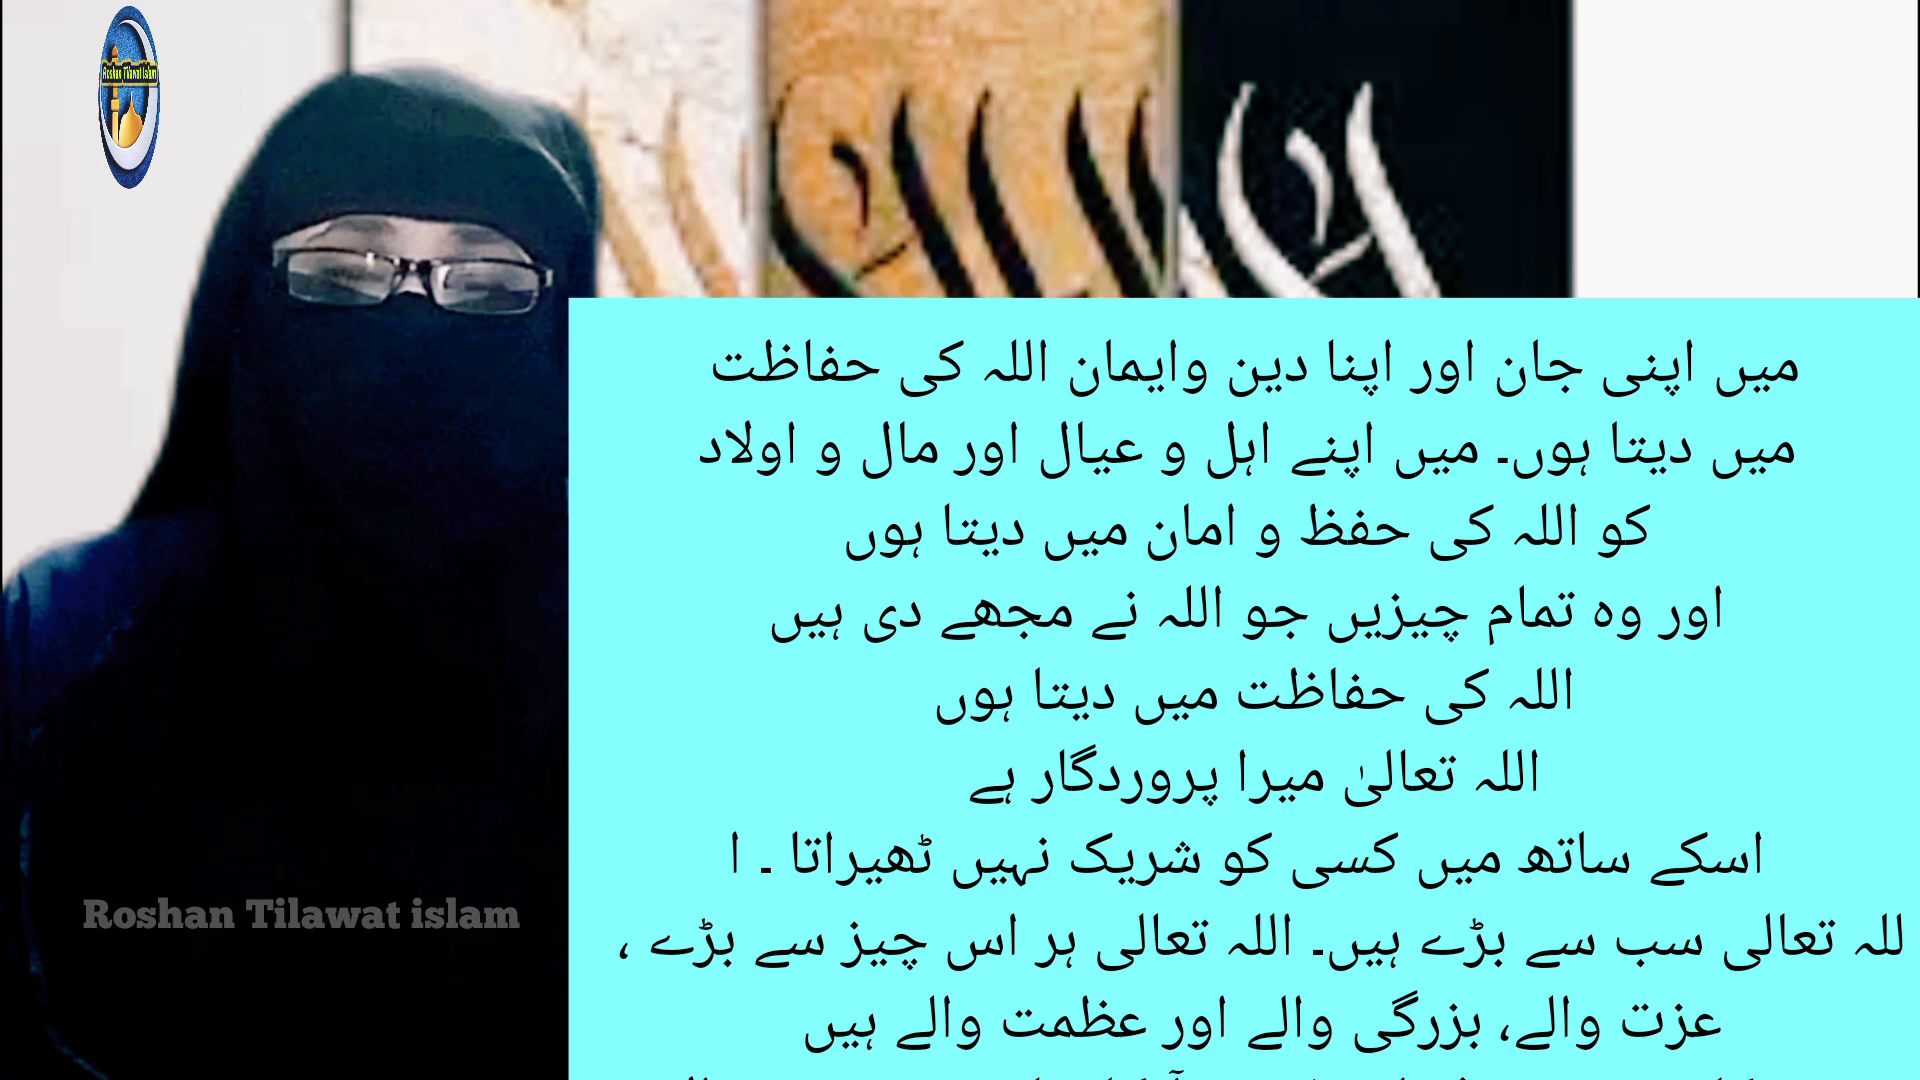 Roshan Tilawat Islam
میں اپنی جان اور اپنا دین وایمان اللہ کی حفاظت
میں دیتا ہوں۔ میں اپنے اہل و عیال اور مال و اولاد
کو اللہ کی حفظ و امان میں دیتا ہوں
اور وہ تمام چیزیں جو اللہ نے مجھے دی ہیں
اللہ کی حفاظت میں دیتا ہوں
اللہ تعالیٰ میرا پروردگار ہے
اسکے ساتھ میں کسی کو شریک نہیں ٹھیراتا ۔ ا
للہ تعالی سب سے بڑے ہیں۔ اللہ تعالی ہر اس چیز سے بڑے ،
عزت والے، بزرگی والے اور عظمت والے ہیں
Roshan Tilawat islam